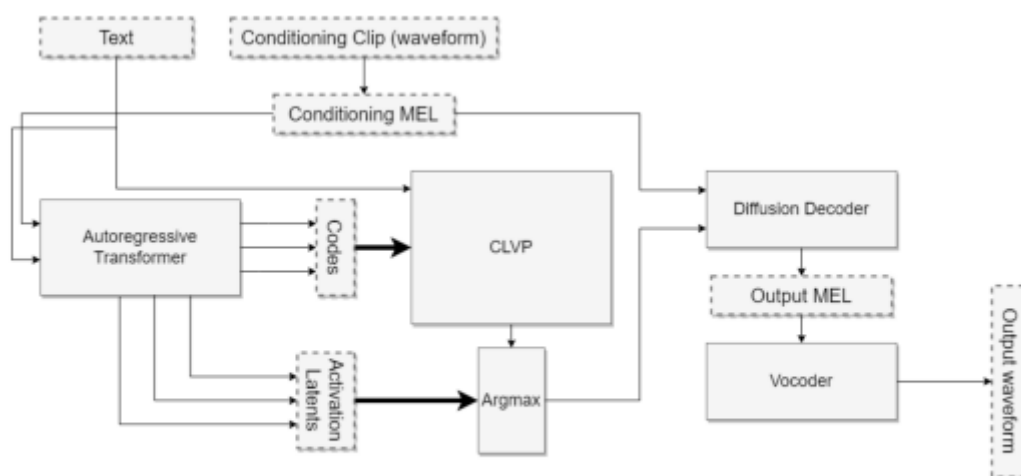 Text
Conditioning Clip (waveform)
Conditioning MEL
Autoregressive
Transformer
Codes
CLVP
Diffusion Decoder
Output MEL
Activation
Latents
Argmax
Vocoder
Output waveform